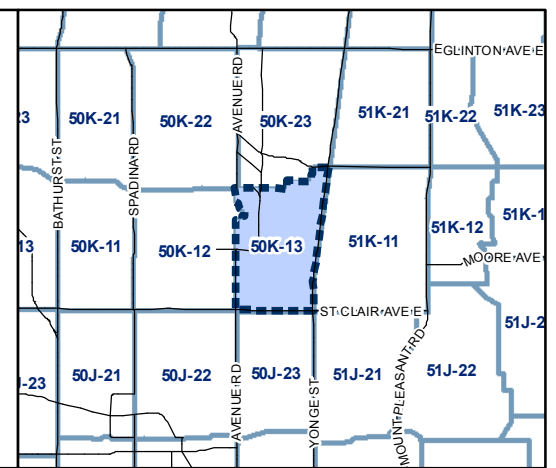 EGLINTON AVE E
23
50K-21
50K-22
AVENUE RD
50K-23
51K-21
51K-22
51K-23
BATHURST ST
SPADINA RD
13
50K-11
50K-12
50K-13
51K-11
51K-12
51K-1
MOORE AVE
ST CLAIR AVE E
51J-2
J-23
50J-21
50J-22
AVENUE RD
50J-23
YONGE ST
51J-21
MOUNT PLEASANT RD
51J-22